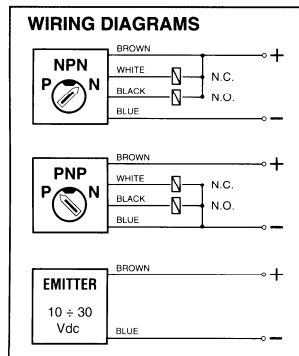 WIRING DIAGRAMS
NPN
P N
BROWN
+
WHITE
N.C.
BLACK
N.O.
BLUE
−
PNP
P N
BROWN
+
WHITE
N.C.
BLACK
N.O.
BLUE
−
EMITTER
10 ÷ 30
Vdc
BROWN
+
BLUE
−